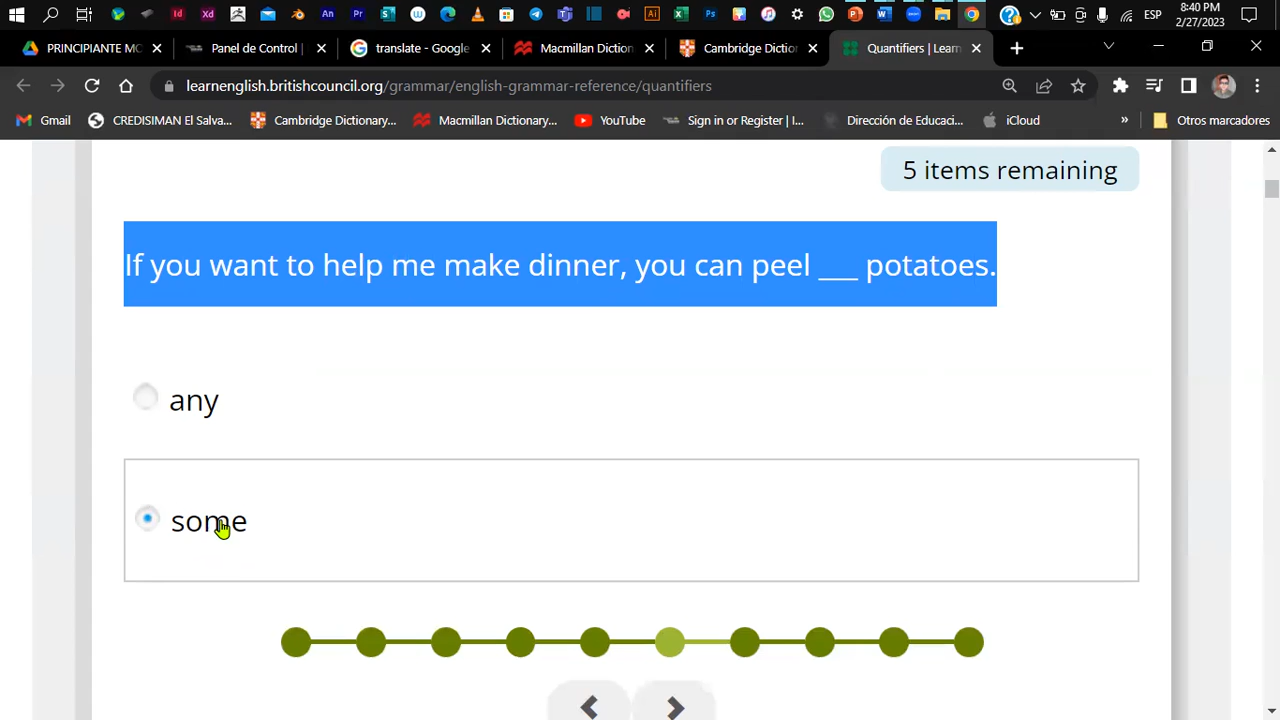 8:40 PM
ESP
2/27/2023
PRINCIPIANTE MO
Panel de Control |
translate - Google
Macmillan Diction
Cambridge Dictio
Quantifiers | Learn
learnenglish.britishcouncil.org/grammar/english-grammar-reference/quantifiers
Gmail
CREDISIMAN El Salva...
Cambridge Dictionary...
Macmillan Dictionary...
YouTube
Sign in or Register | I...
Dirección de Educaci...
iCloud
»
Otros marcadores
5 items remaining
If you want to help me make dinner, you can peel ___ potatoes.
any
some